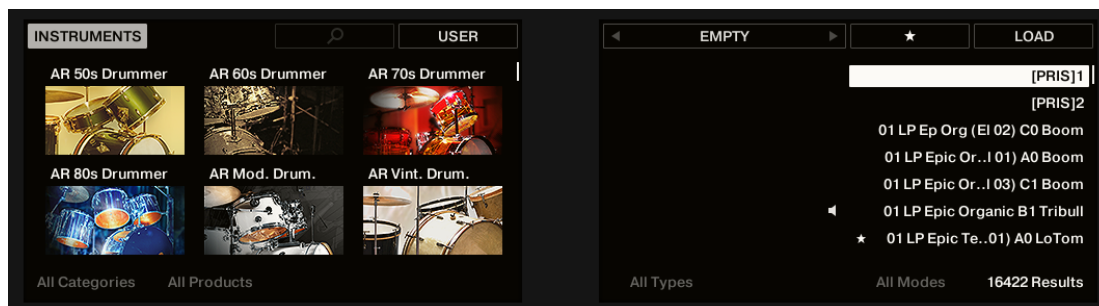 INSTRUMENTS
USER
AR 50s Drummer
AR 60s Drummer
AR 70s Drummer
AR 80s Drummer
AR Mod. Drum.
AR Vint. Drum.
All Categories
All Products
EMPTY
★
LOAD
[PRIS]1
[PRIS]2
01 LP Ep Org (El 02) C0 Boom
01 LP Epic Or..l 01) A0 Boom
01 LP Epic Or..l 03) C1 Boom
01 LP Epic Organic B1 Tribull
★ 01 LP Epic Te..01) A0 LoTom
All Types
All Modes
16422 Results